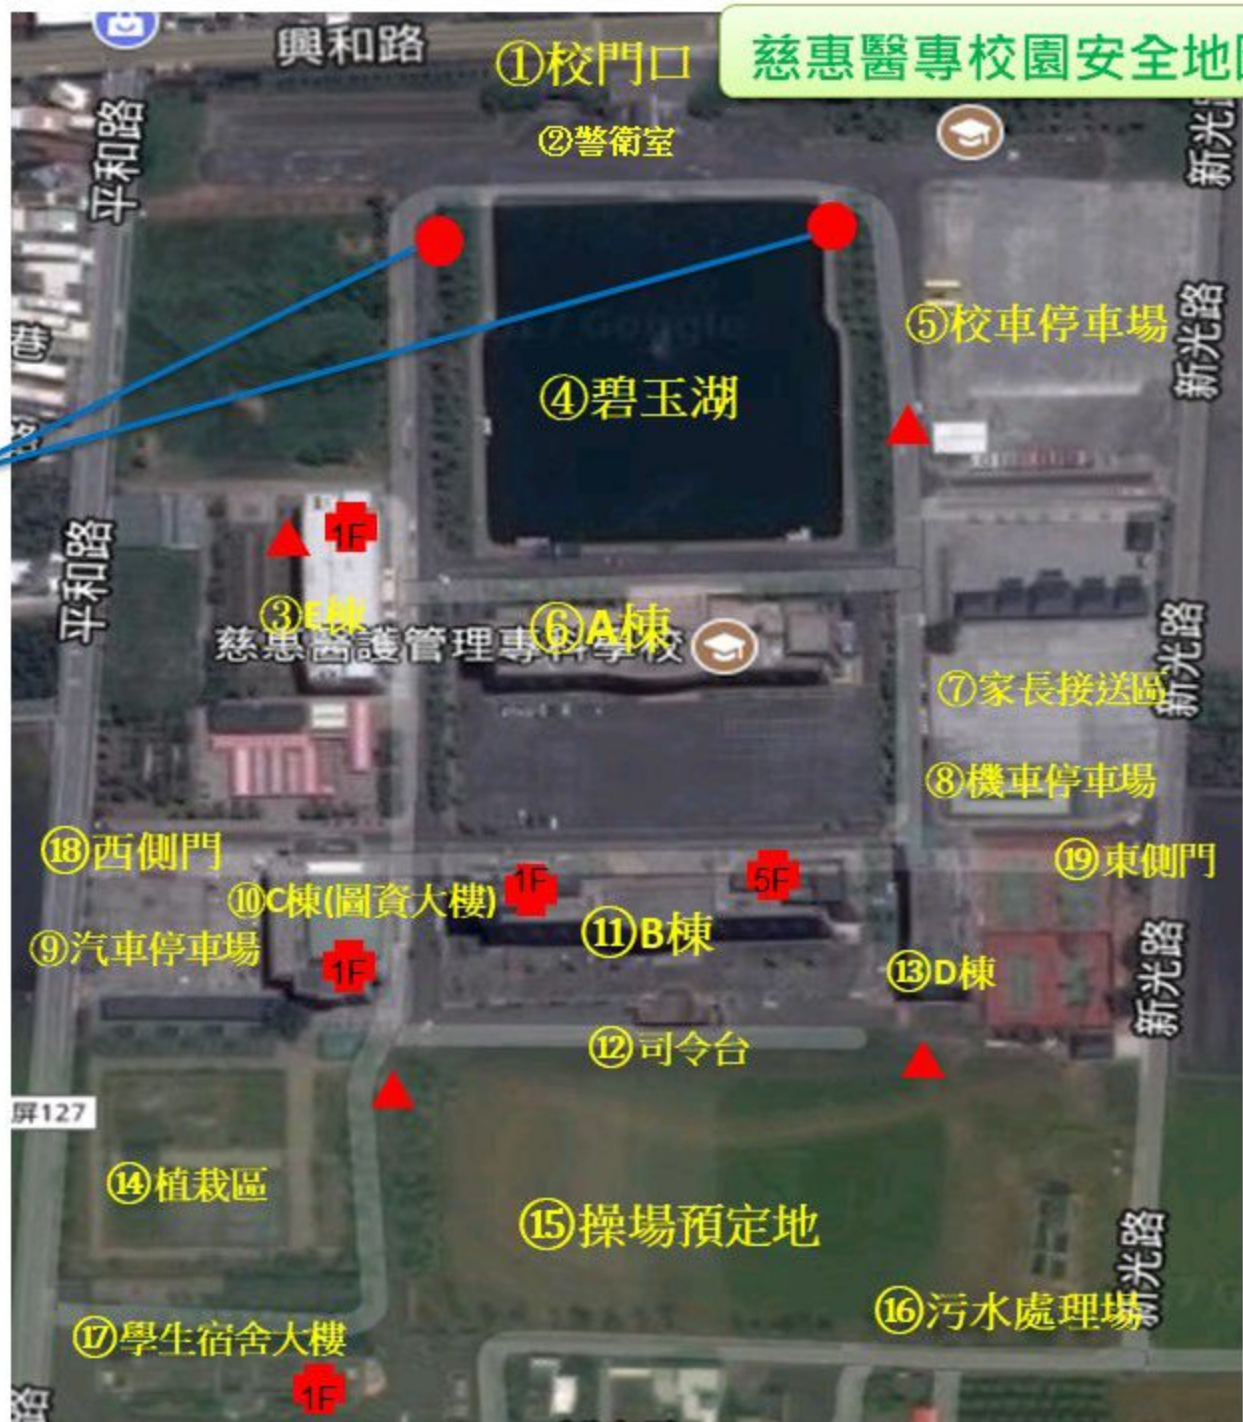 興和路
①校門口
慈惠醫專校園安全地
平和路
②警衛室
新光路
⑤校車停車場
新光路
巷
④碧玉湖
路
1F
平和路
③E棟
⑥A棟
慈惠醫護管理專科學校
新光路
⑦家長接送區
⑧機車停車場
⑱西側門
⑲東側門
1F
5F
⑩C棟(圖資大樓)
⑪B棟
⑨汽車停車場
1F
⑬D棟
新光路
⑫司令台
屏127
⑭植栽區
⑮操場預定地
新光路
⑯污水處理場
⑰學生宿舍大樓
1F
路